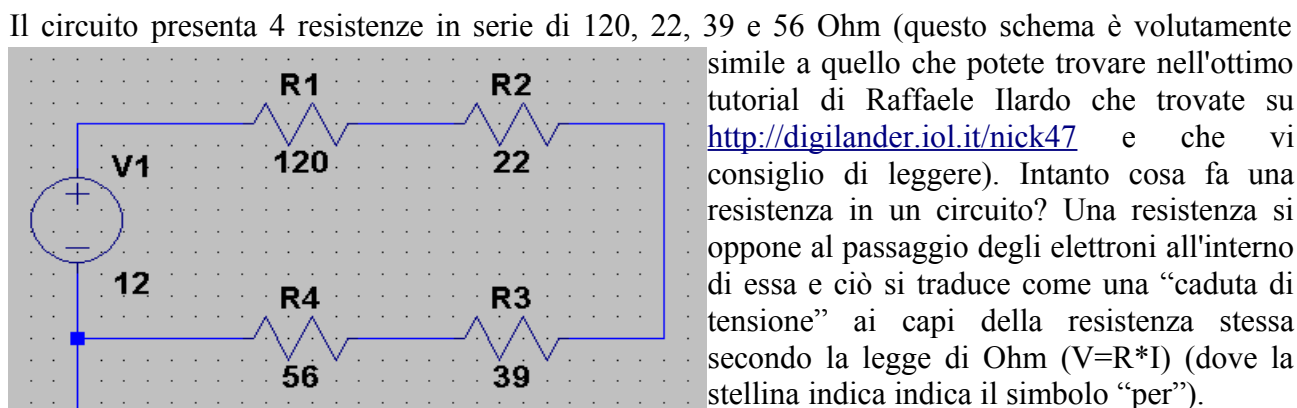 Il circuito presenta 4 resistenze in serie di 120, 22, 39 e 56 Ohm (questo schema è volutamente
simile a quello che potete trovare nell'ottimo
tutorial di Raffaele Ilardo che trovate su
http://digilander.iol.it/nick47 e che vi
consiglio di leggere). Intanto cosa fa una
resistenza in un circuito? Una resistenza si
oppone al passaggio degli elettroni all'interno
di essa e ciò si traduce come una “caduta di
tensione” ai capi della resistenza stessa
secondo la legge di Ohm (V=R*I) (dove la
stellina indica indica il simbolo “per”).
R1
R2
V1
120
22
12
R4
R3
56
39